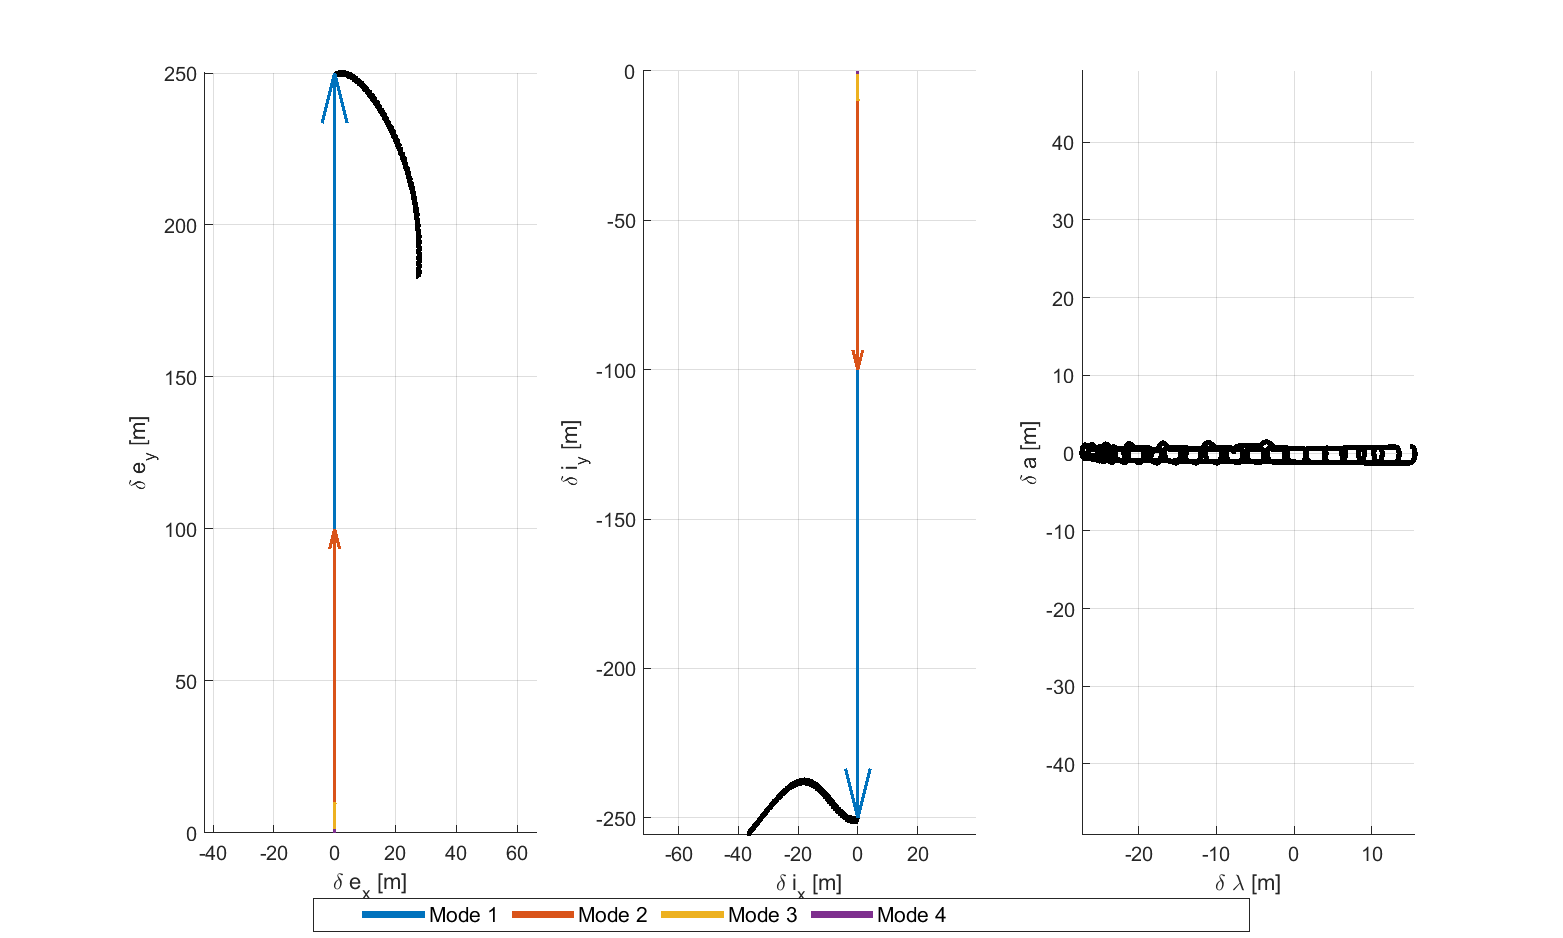 250
200
150
100
50
0
δ e_y [m]
-40 -20 0 20 40 60
δ e_x [m]
0
-50
-100
-150
-200
-250
δ i_y [m]
-60 -40 -20 0 20
δ i_x [m]
40
30
20
10
0
-10
-20
-30
-40
δ a [m]
-20 -10 0 10
δ λ [m]
Mode 1 Mode 2 Mode 3 Mode 4